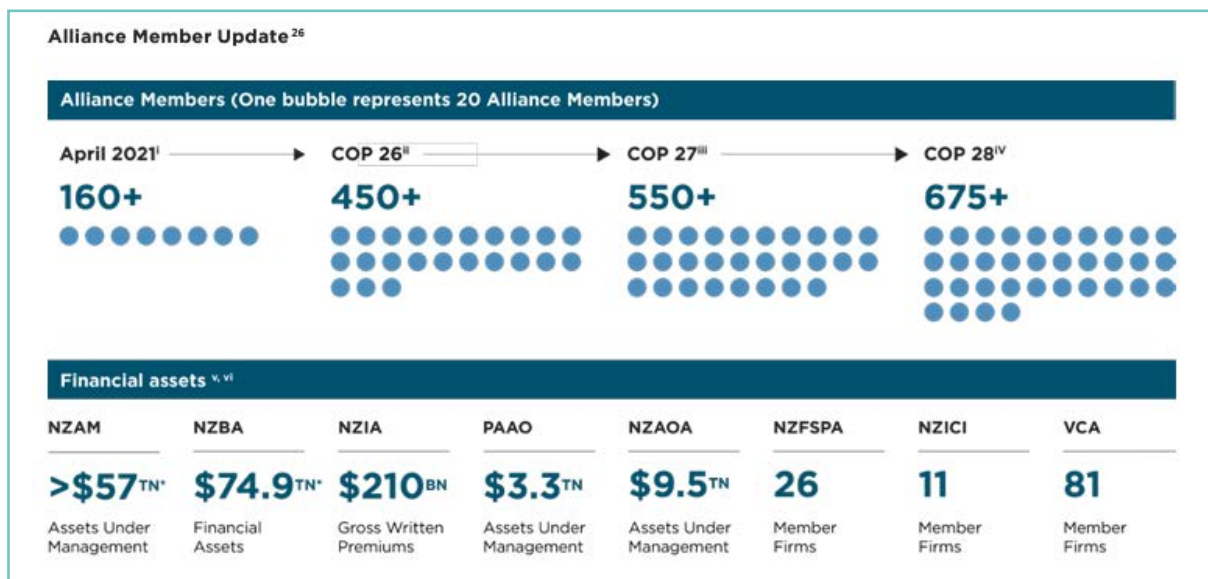 Alliance Member Update26
Alliance Members (One bubble represents 20 Alliance Members)
April 2021i
COP 26ii
COP 27iii
COP 28iv
160+
450+
550+
675+
Financial assets v, vi
NZAM
NZBA
NZIA
PAAO
NZAOA
NZFSPA
NZICI
VCA
>$57TN*
$74.9TN*
$210BN
$3.3TN
$9.5TN
26
11
81
Assets Under
Management
Financial
Assets
Gross Written
Premiums
Assets Under
Management
Assets Under
Management
Member
Firms
Member
Firms
Member
Firms